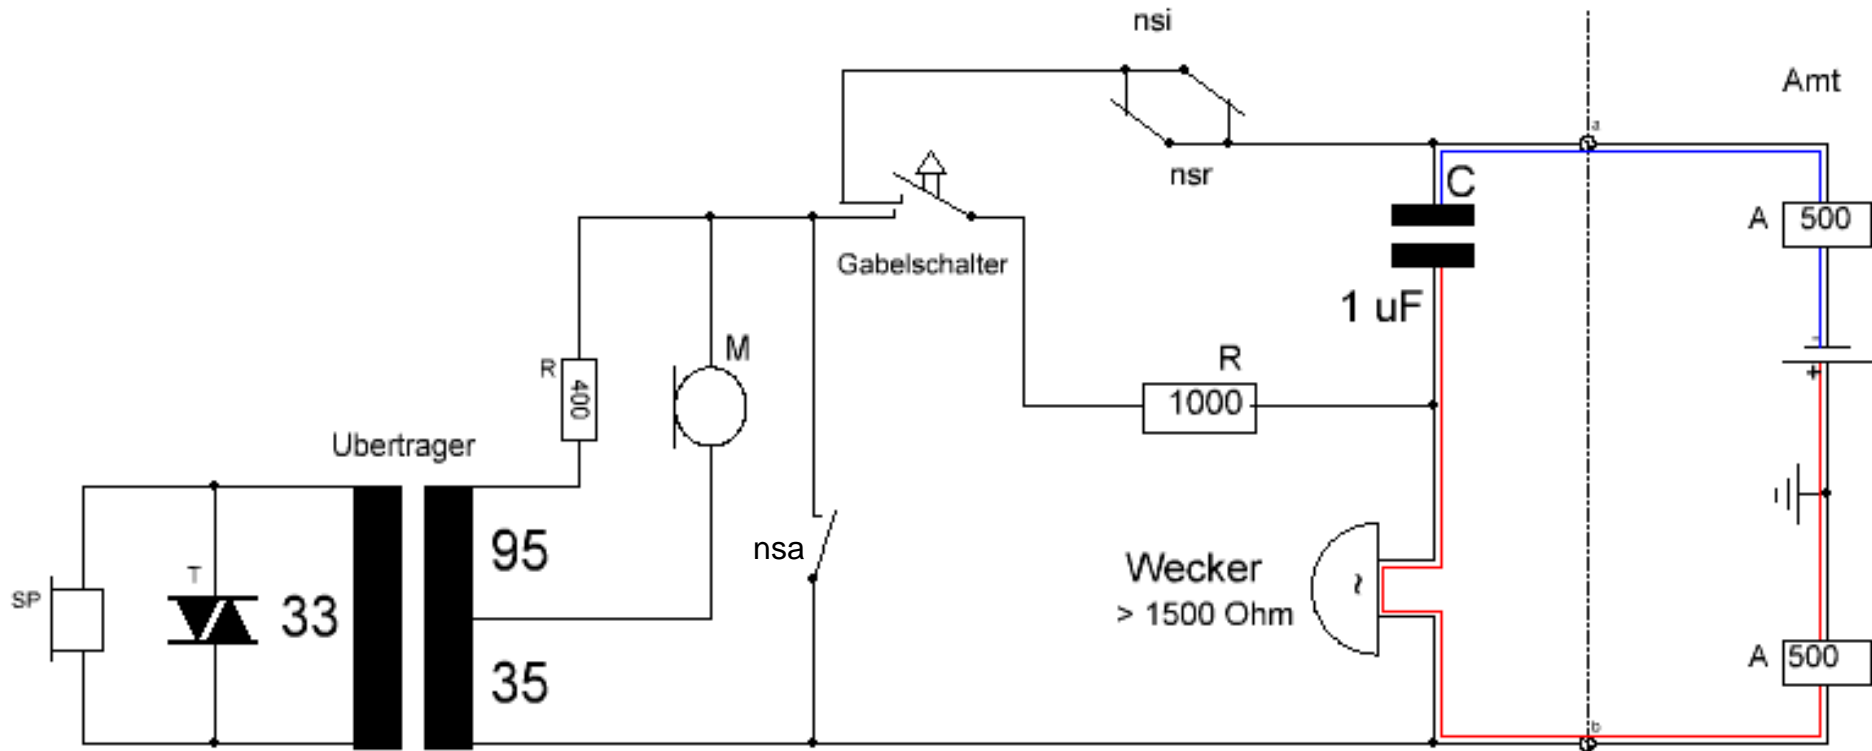 nsi
Amt
a
nsr
C
A 500
Gabelschalter
1 uF
-
+
M
R
400
R
1000
Ubertrager
95
nsa
Wecker
~
> 1500 Ohm
T
SP
33
35
A 500
b